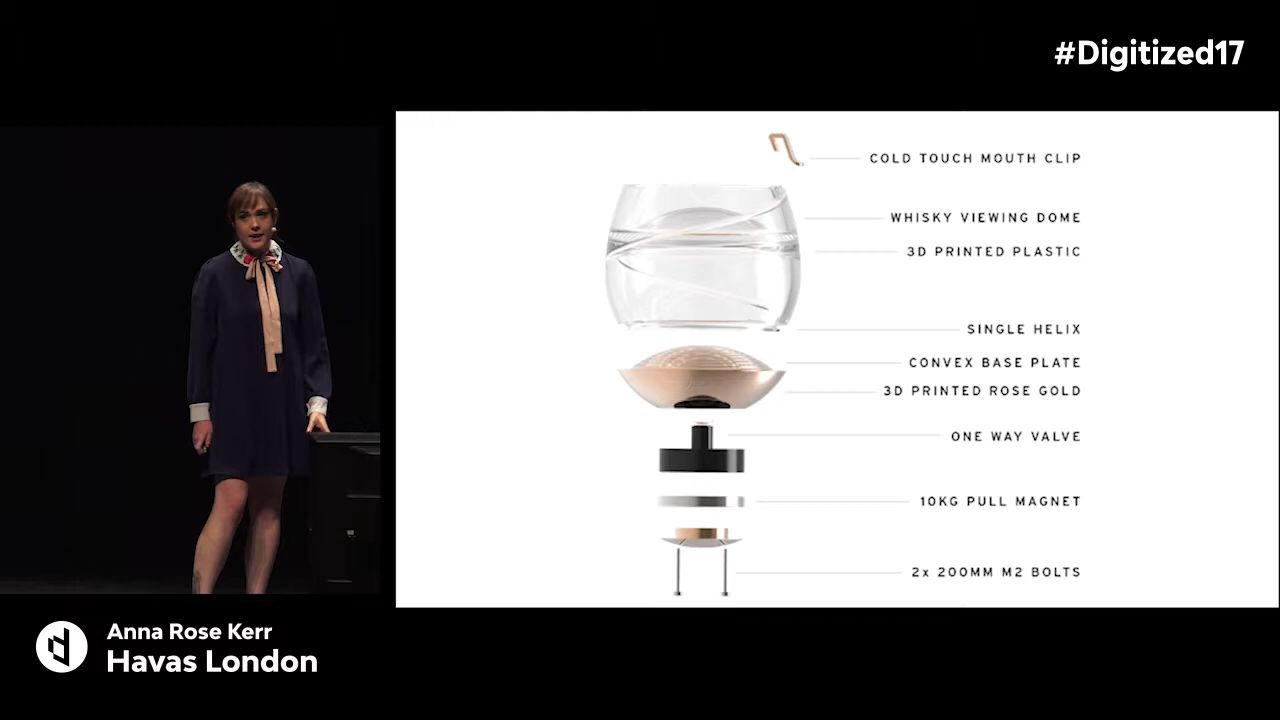 #Digitized17
COLD TOUCH MOUTH CLIP
WHISKY VIEWING DOME
3D PRINTED PLASTIC
SINGLE HELIX
CONVEX BASE PLATE
3D PRINTED ROSE GOLD
ONE WAY VALVE
10KG PULL MAGNET
2x 200MM M2 BOLTS
Anna Rose Kerr
Havas London